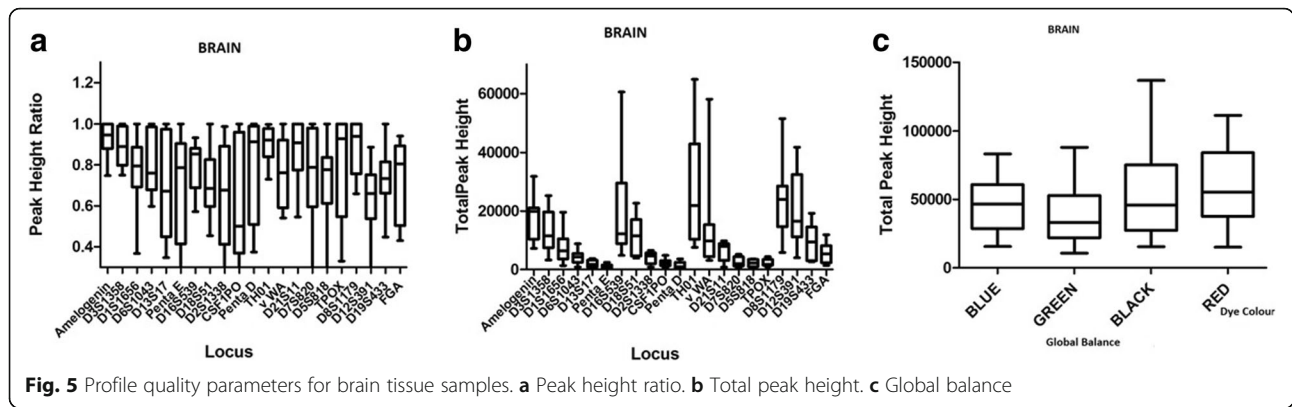 a
BRAIN
Peak Height Ratio
1.2
1.0
0.8
0.6
0.4
Amelogenin
D3S1358
D1S1656
D6S1043
D13S17
Penta E
D16S539
D18S51
D2S1338
CSF1PO
Penta D
TH01
v WA
D21S11
D7S820
D5S818
TPOX
D8S1179
D12S391
D19S433
FGA
Locus
b
BRAIN
TotalPeak Height
60000
40000
20000
0
Amelogenin
D3S1358
D1S1656
D6S1043
D13S17
Penta E
D16S539
D18S51
D2S1338
CSF1PO
Penta D
TH01
v WA
D21S11
D7S820
D5S818
TPOX
D8S1179
D12S391
D19S433
FGA
Locus
c
BRAIN
Total Peak Height
150000
100000
50000
0
BLUE
GREEN
BLACK
RED
Dye Colour
Global Balance
Fig. 5 Profile quality parameters for brain tissue samples. a Peak height ratio. b Total peak height. c Global balance